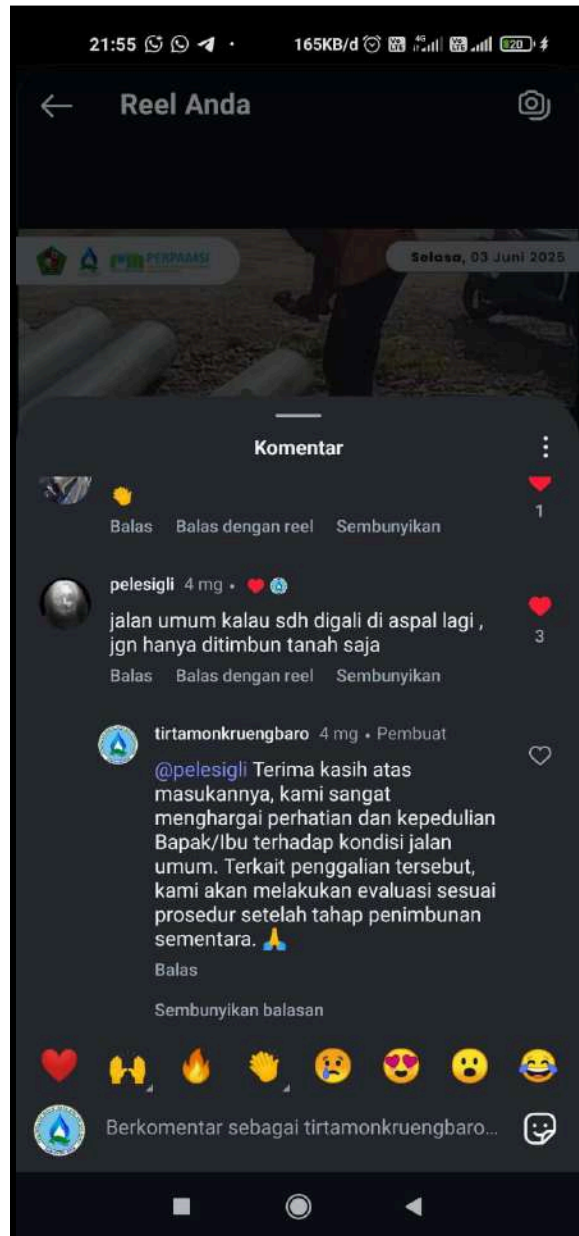 21:55 165KB/d 4G 20
Reel Anda
PERPAMSI Selasa, 03 Juni 2025
Komentar
👏
1
Balas Balas dengan reel Sembunyikan
pelesigli 4 mg • ❤️
jalan umum kalau sdh digali di aspal lagi ,
jgn hanya ditimbun tanah saja
3
Balas Balas dengan reel Sembunyikan
tirtamonkruengbaro 4 mg • Pembuat
@pelesigli Terima kasih atas
masukannya, kami sangat
menghargai perhatian dan kepedulian
Bapak/Ibu terhadap kondisi jalan
umum. Terkait penggalian tersebut,
kami akan melakukan evaluasi sesuai
prosedur setelah tahap penimbunan
sementara. 🙏
Balas
Sembunyikan balasan
❤️ 🙌 🔥 👏 😢 😍 😮 😂
Berkomentar sebagai tirtamonkruengbaro...